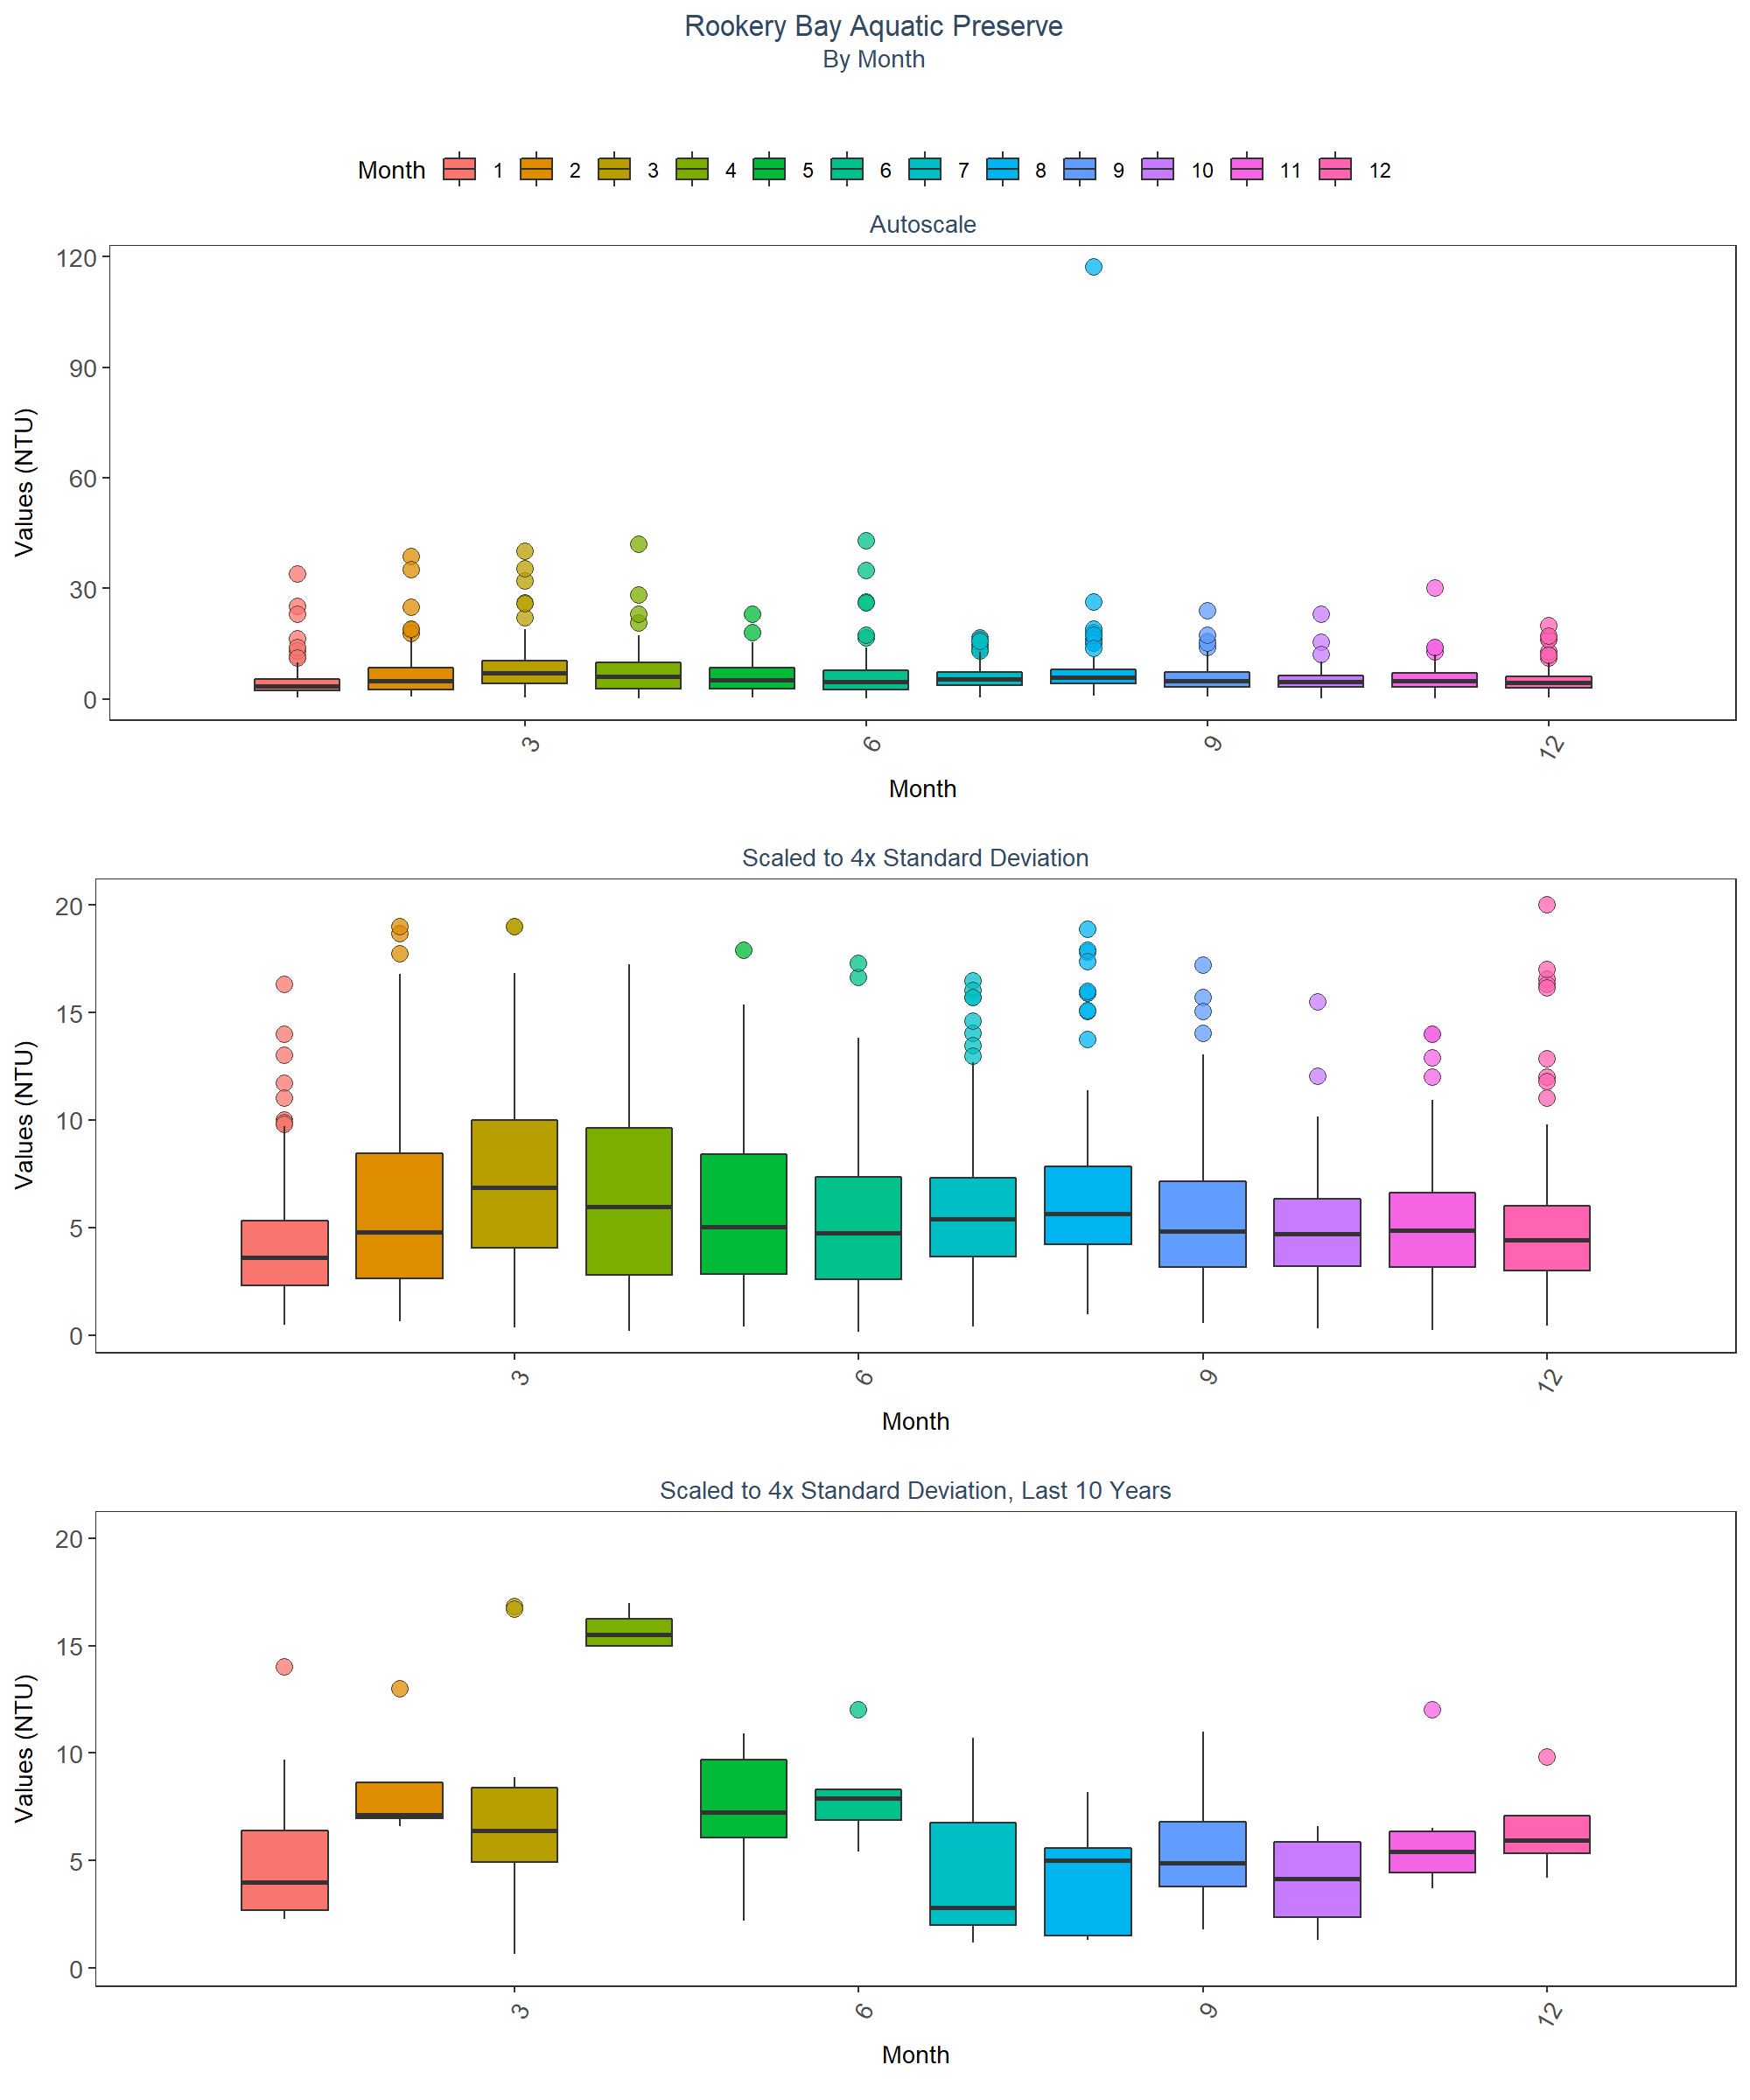 Rookery Bay Aquatic Preserve
By Month
Month 1 2 3 4 5 6 7 8 9 10 11 12
Autoscale
120
90
60
30
0
Values (NTU)
3 6 9 12
Month
Scaled to 4x Standard Deviation
20
15
10
5
0
Values (NTU)
3 6 9 12
Month
Scaled to 4x Standard Deviation, Last 10 Years
20
15
10
5
0
Values (NTU)
3 6 9 12
Month